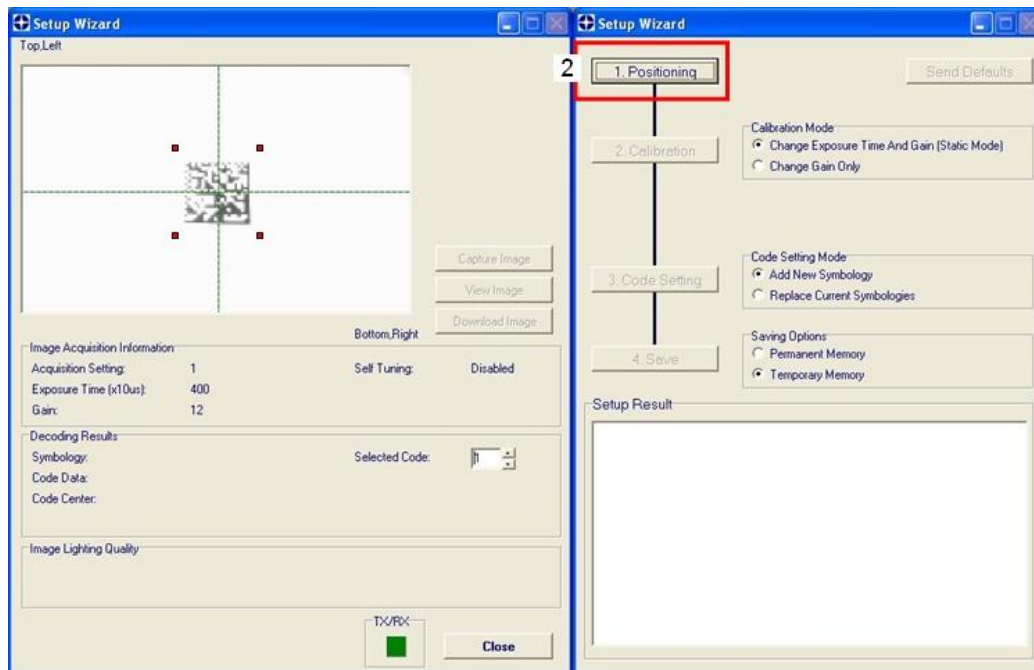 Setup Wizard
Top,Left
Capture Image
View Image
Download Image
Bottom,Right
Image Acquisition Information
Acquisition Setting: 1 Self Tuning: Disabled
Exposure Time (x10us): 400
Gain: 12
Decoding Results
Symbology: Selected Code: 1
Code Data:
Code Center:
Image Lighting Quality
TX/RX
Close
Setup Wizard
2 1. Positioning Send Defaults
2. Calibration
Calibration Mode
Change Exposure Time And Gain (Static Mode)
Change Gain Only
3. Code Setting
Code Setting Mode
Add New Symbology
Replace Current Symbologies
4. Save
Saving Options
Permanent Memory
Temporary Memory
Setup Result